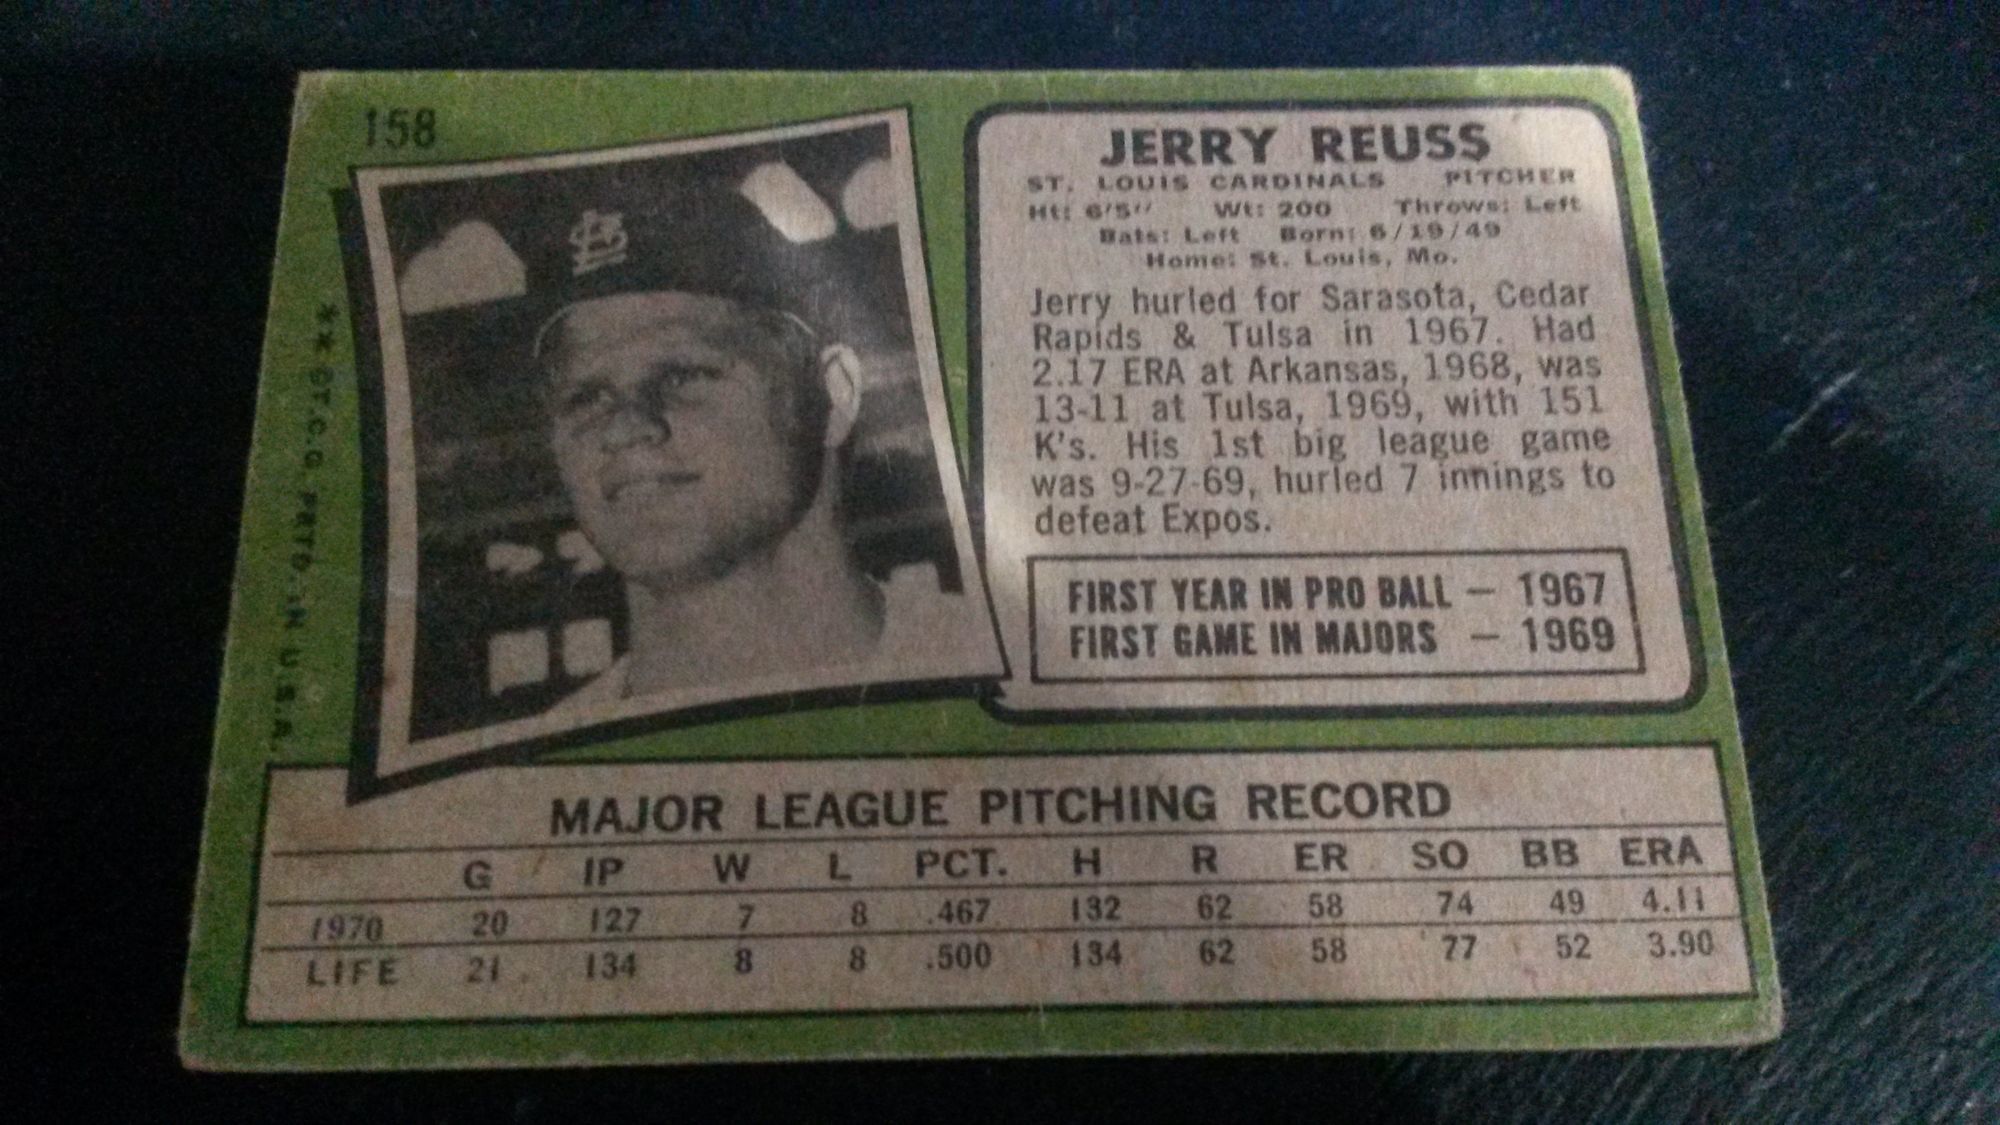 158
JERRY REUSS
ST. LOUIS CARDINALS PITCHER
Ht: 6'5" Wt: 200 Throws: Left
Bats: Left Born: 6/19/49
Home: St. Louis, Mo.
Jerry hurled for Sarasota, Cedar
Rapids & Tulsa in 1967. Had
2.17 ERA at Arkansas, 1968, was
13-11 at Tulsa, 1969, with 151
K's. His 1st big league game
was 9-27-69, hurled 7 innings to
defeat Expos.
FIRST YEAR IN PRO BALL — 1967
FIRST GAME IN MAJORS — 1969
** ©T.C.G. PRTD. IN U.S.A.
MAJOR LEAGUE PITCHING RECORD
G IP W L PCT. H R ER SO BB ERA
1970 20 127 7 8 .467 132 62 58 74 49 4.11
LIFE 21 134 8 8 .500 134 62 58 77 52 3.90